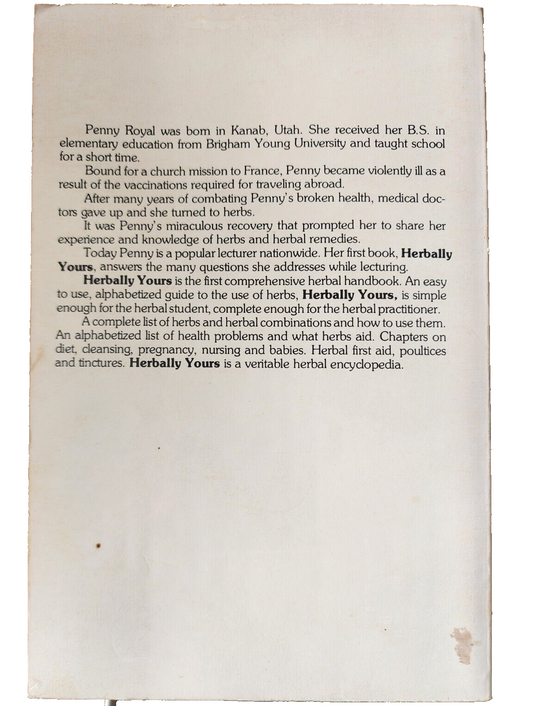 Penny Royal was born in Kanab, Utah. She received her B.S. in
elementary education from Brigham Young University and taught school
for a short time.
Bound for a church mission to France, Penny became violently ill as a
result of the vaccinations required for traveling abroad.
After many years of combating Penny's broken health, medical doc-
tors gave up and she turned to herbs.
It was Penny's miraculous recovery that prompted her to share her
experience and knowledge of herbs and herbal remedies.
Today Penny is a popular lecturer nationwide. Her first book, Herbally
Yours, answers the many questions she addresses while lecturing.
Herbally Yours is the first comprehensive herbal handbook. An easy
to use, alphabetized guide to the use of herbs, Herbally Yours, is simple
enough for the herbal student, complete enough for the herbal practitioner.
A complete list of herbs and herbal combinations and how to use them.
An alphabetized list of health problems and what herbs aid. Chapters on
diet, cleansing, pregnancy, nursing and babies. Herbal first aid, poultices
and tinctures. Herbally Yours is a veritable herbal encyclopedia.